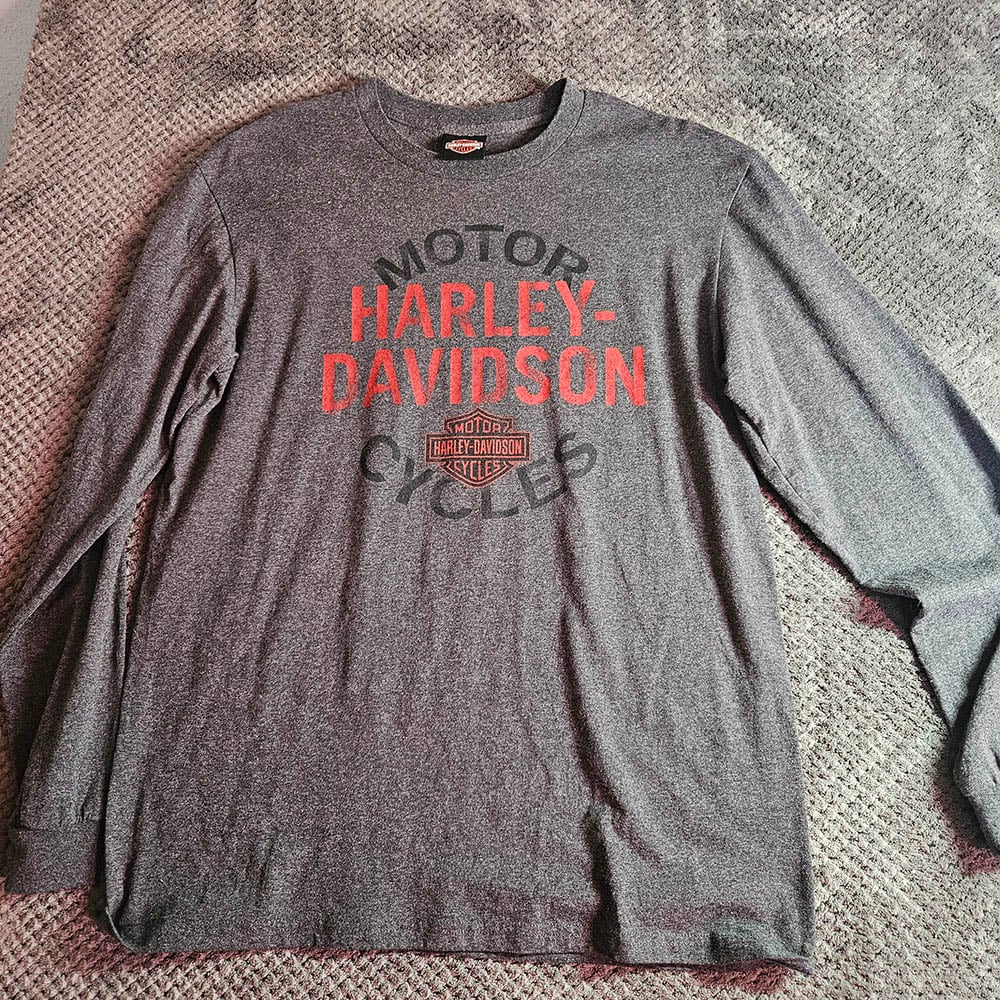 MOTOR
HARLEY-
DAVIDSON
MOTOR
HARLEY-DAVIDSON
CYCLES
CYCLES